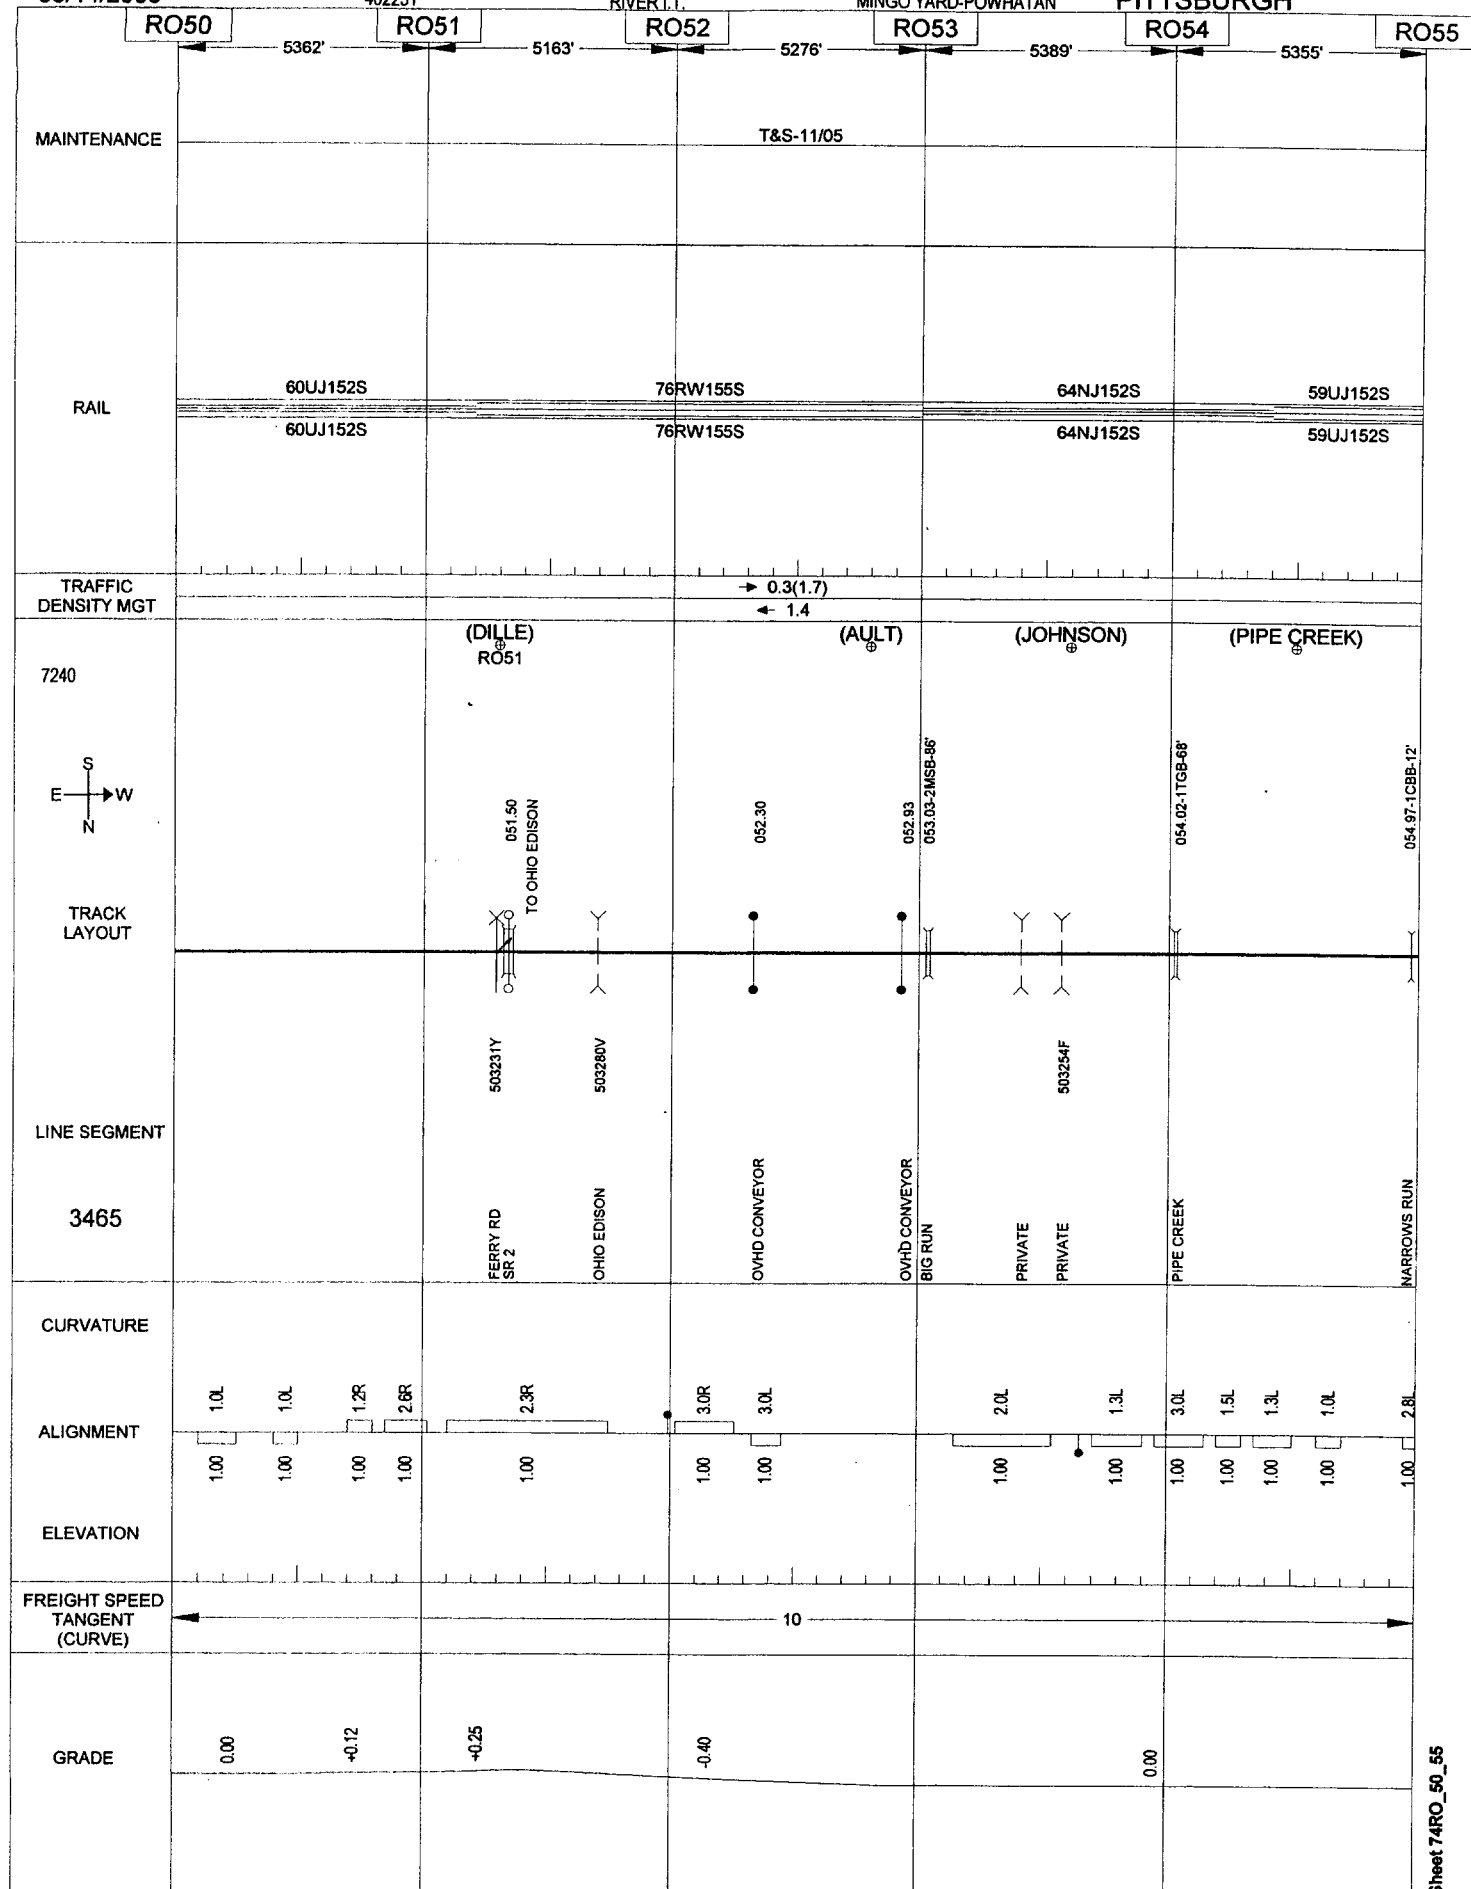 MINGO YARD-POWHATAN
PITTSBURGH
RO50
RO51
RO52
RO53
RO54
RO55
5362'
5163'
5276'
5389'
5355'
MAINTENANCE
T&S-11/05
RAIL
60UJ152S
76RW155S
64NJ152S
59UJ152S
60UJ152S
76RW155S
64NJ152S
59UJ152S
TRAFFIC
DENSITY MGT
→ 0.3(1.7)
← 1.4
(DILLE)
(AULT)
(JOHNSON)
(PIPE CREEK)
RO51
7240
S
E
W
N
051.50
TO OHIO EDISON
052.30
052.93
053.03-2MSB-86'
054.02-1TGB-68'
054.97-1CBB-12'
TRACK
LAYOUT
503231Y
503280V
503254F
LINE SEGMENT
3465
FERRY RD
SR 2
OHIO EDISON
OVHD CONVEYOR
OVHD CONVEYOR
BIG RUN
PRIVATE
PRIVATE
PIPE CREEK
NARROWS RUN
CURVATURE
1.0L
1.0L
1.2R
2.6R
2.3R
3.0R
3.0L
2.0L
1.3L
3.0L
1.5L
1.3L
1.0L
2.8L
ALIGNMENT
1.00
1.00
1.00
1.00
1.00
1.00
1.00
1.00
1.00
1.00
1.00
1.00
1.00
1.00
ELEVATION
FREIGHT SPEED
TANGENT
(CURVE)
10
GRADE
0.00
+0.12
+0.25
-0.40
0.00
Sheet 74RO_50_55